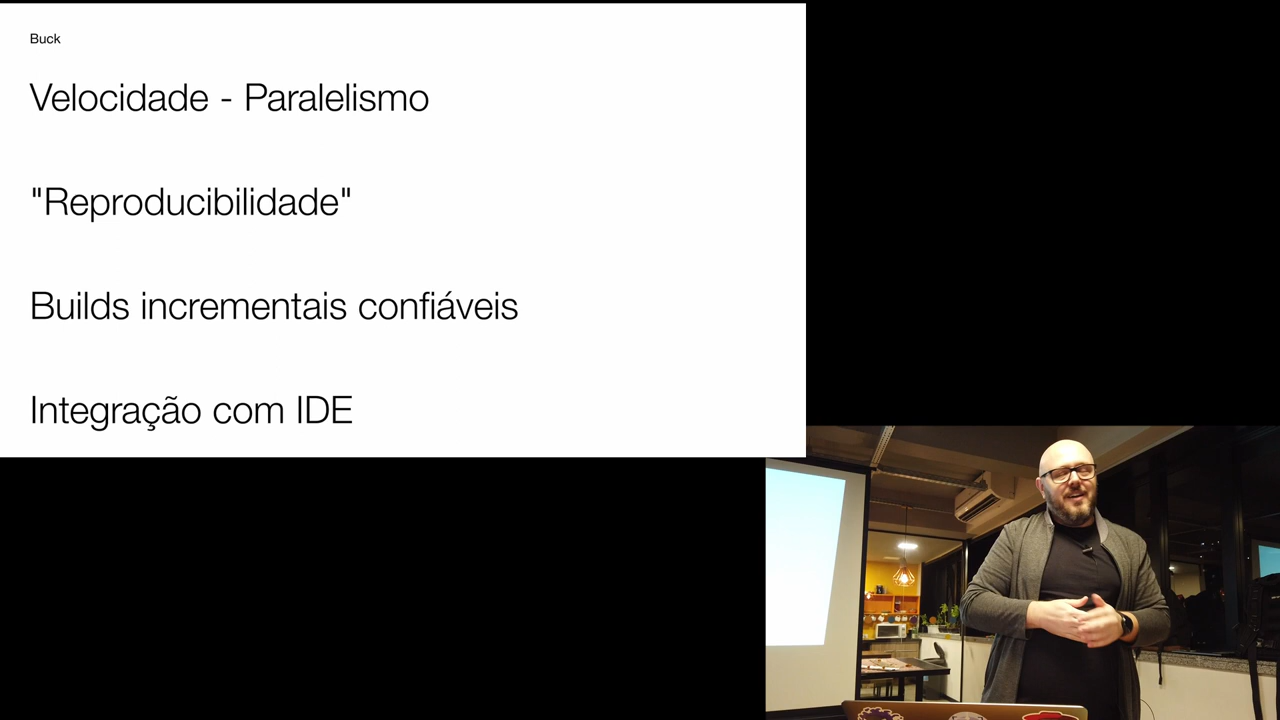 Buck
Velocidade - Paralelismo
"Reproducibilidade"
Builds incrementais confiáveis
Integração com IDE